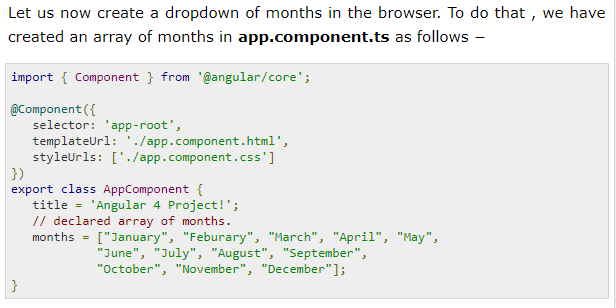 Let us now create a dropdown of months in the browser. To do that , we have
created an array of months in app.component.ts as follows −
import { Component } from '@angular/core';
@Component({
selector: 'app-root',
templateUrl: './app.component.html',
styleUrls: ['./app.component.css']
})
export class AppComponent {
title = 'Angular 4 Project!';
// declared array of months.
months = ["January", "Feburary", "March", "April", "May",
"June", "July", "August", "September",
"October", "November", "December"];
}